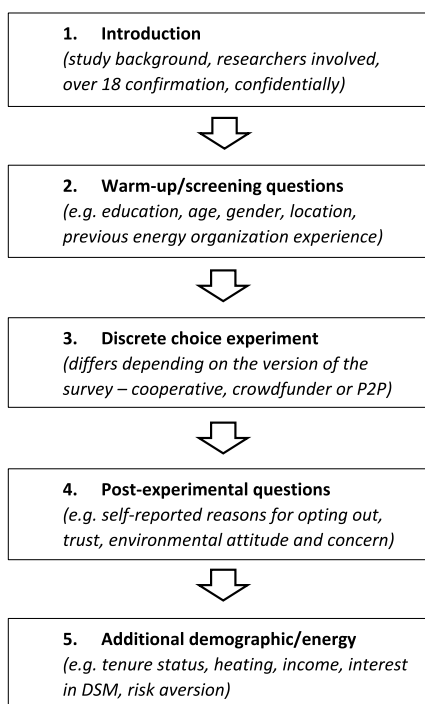 1. Introduction
(study background, researchers involved,
over 18 confirmation, confidentially)
2. Warm-up/screening questions
(e.g. education, age, gender, location,
previous energy organization experience)
3. Discrete choice experiment
(differs depending on the version of the
survey – cooperative, crowdfunder or P2P)
4. Post-experimental questions
(e.g. self-reported reasons for opting out,
trust, environmental attitude and concern)
5. Additional demographic/energy
(e.g. tenure status, heating, income, interest
in DSM, risk aversion)